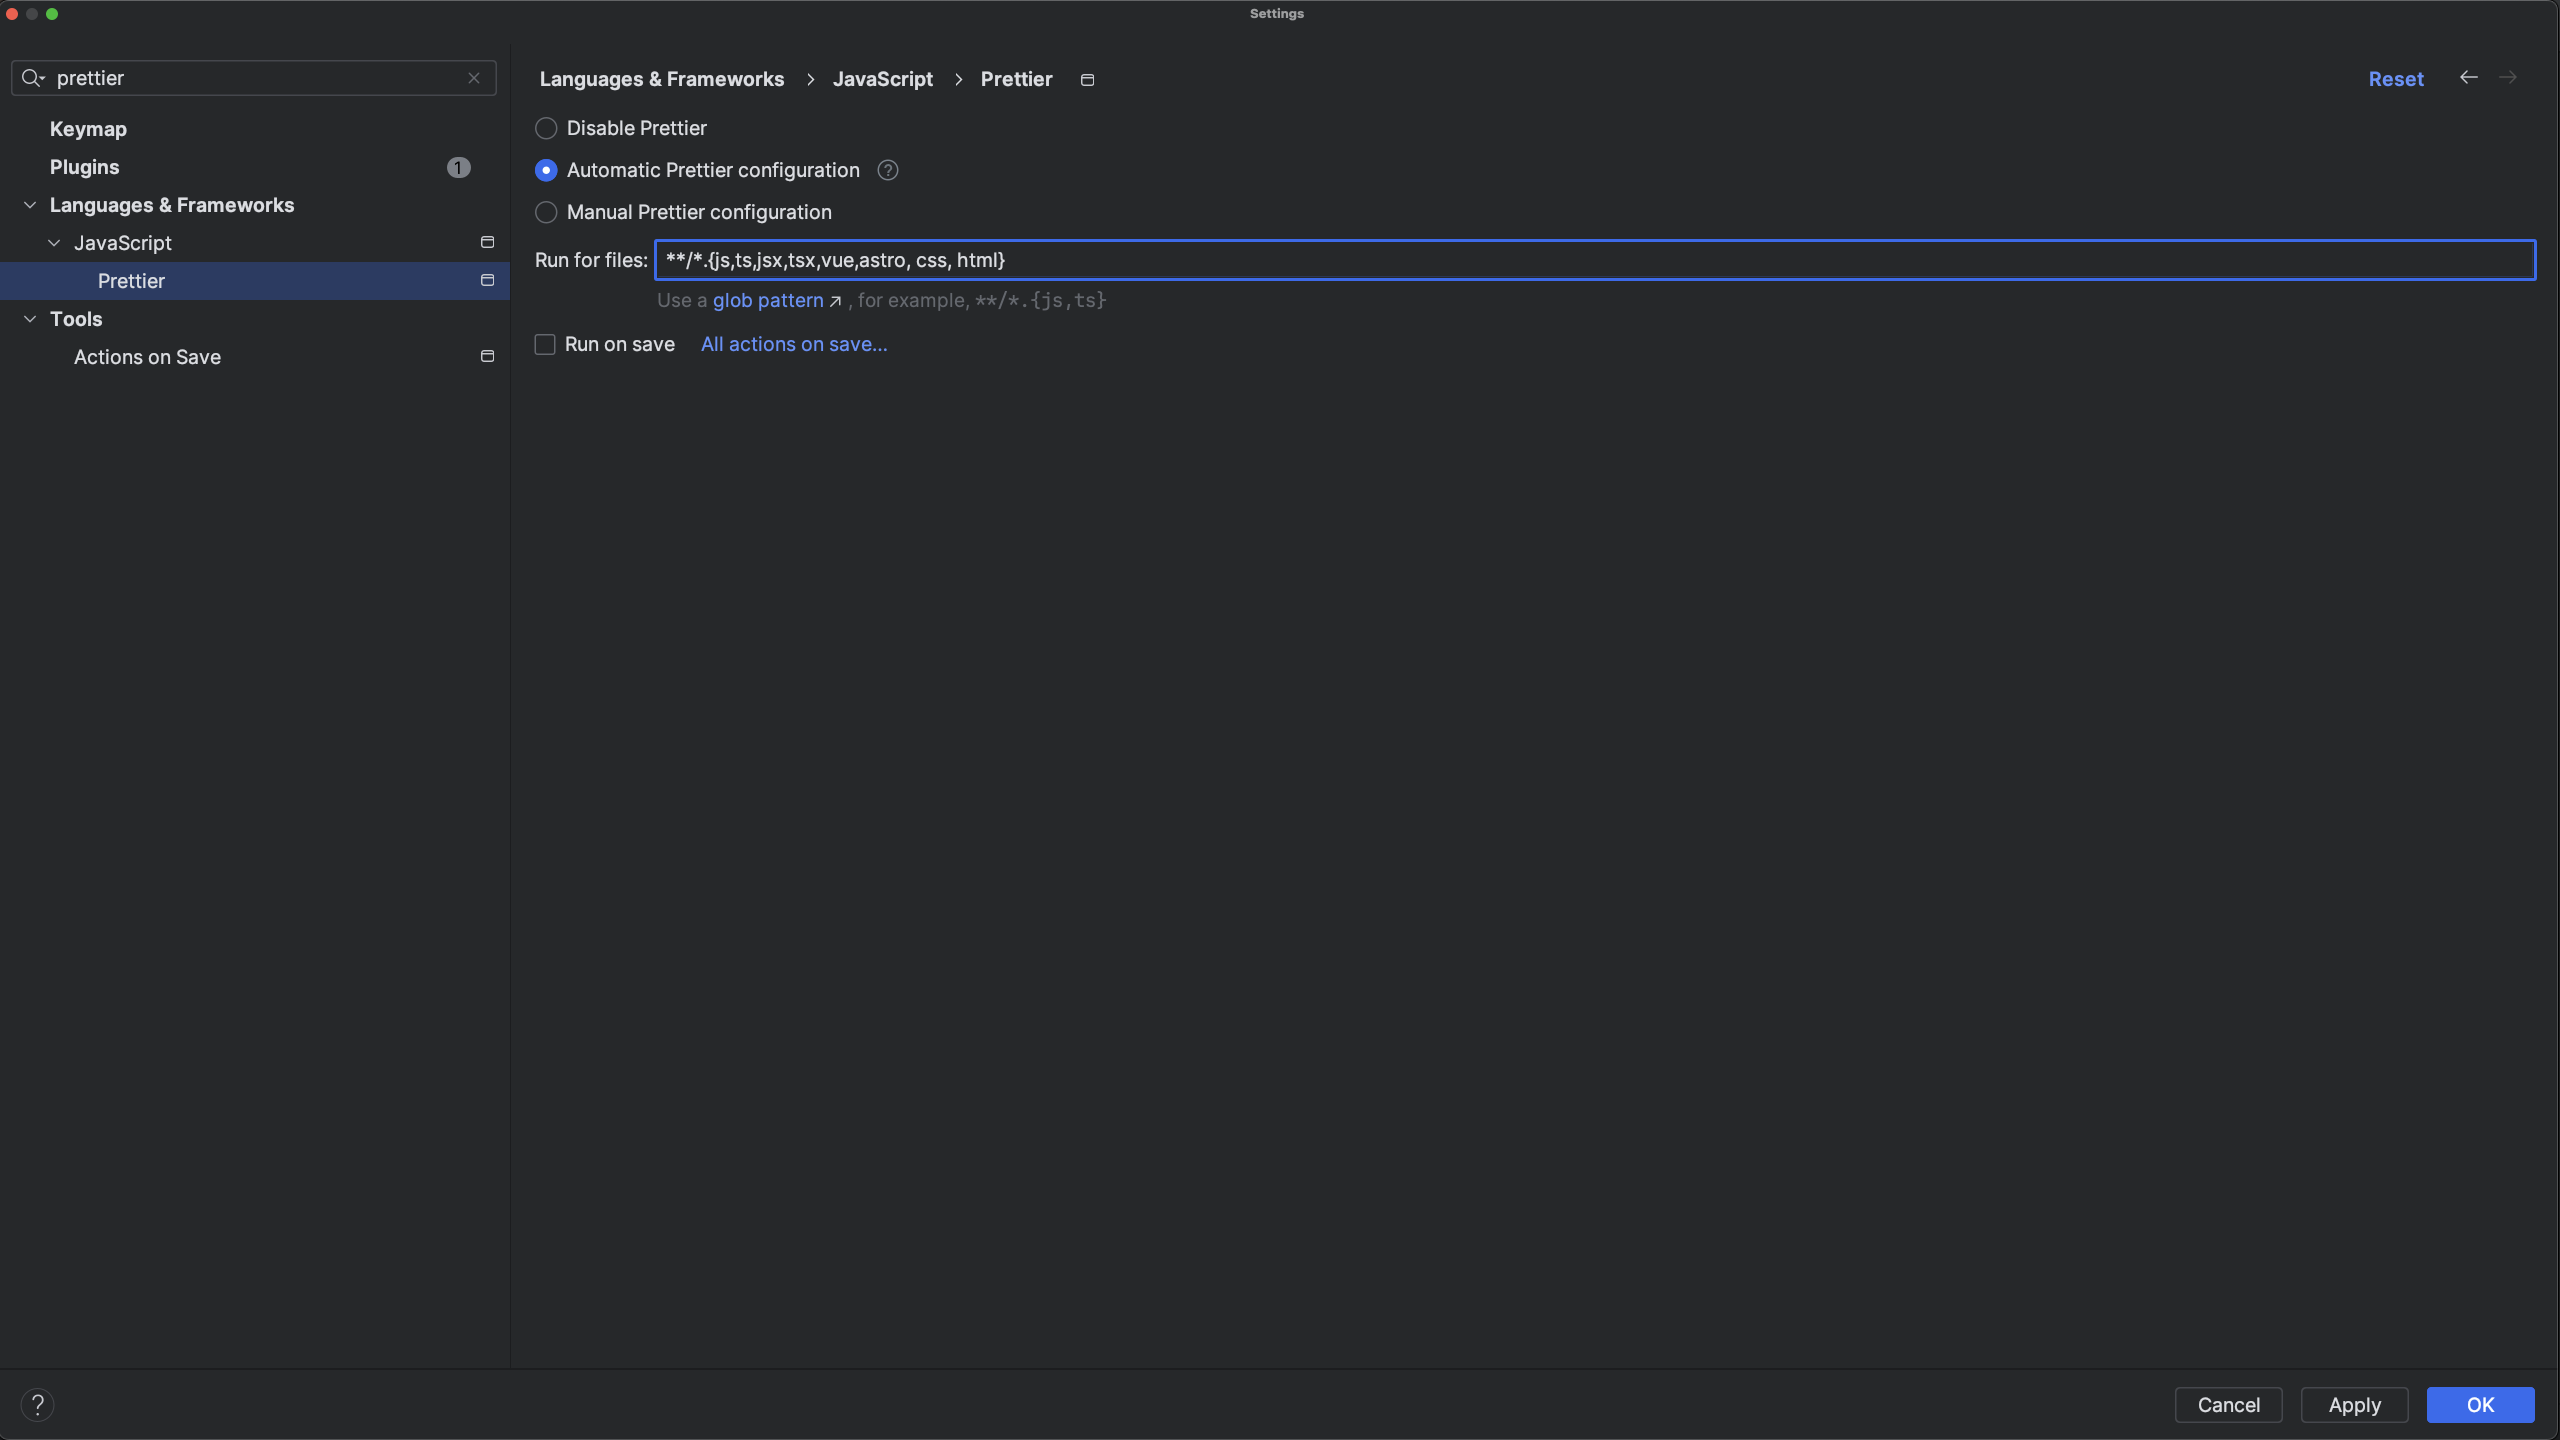 Settings
prettier
Keymap
Plugins 1
Languages & Frameworks
JavaScript
Prettier
Tools
Actions on Save
Languages & Frameworks > JavaScript > Prettier
Reset
Disable Prettier
Automatic Prettier configuration ?
Manual Prettier configuration
Run for files: **/*.{js,ts,jsx,tsx,vue,astro, css, html}
Use a glob pattern ↗ , for example, **/*.{js,ts}
Run on save All actions on save...
?
Cancel Apply OK